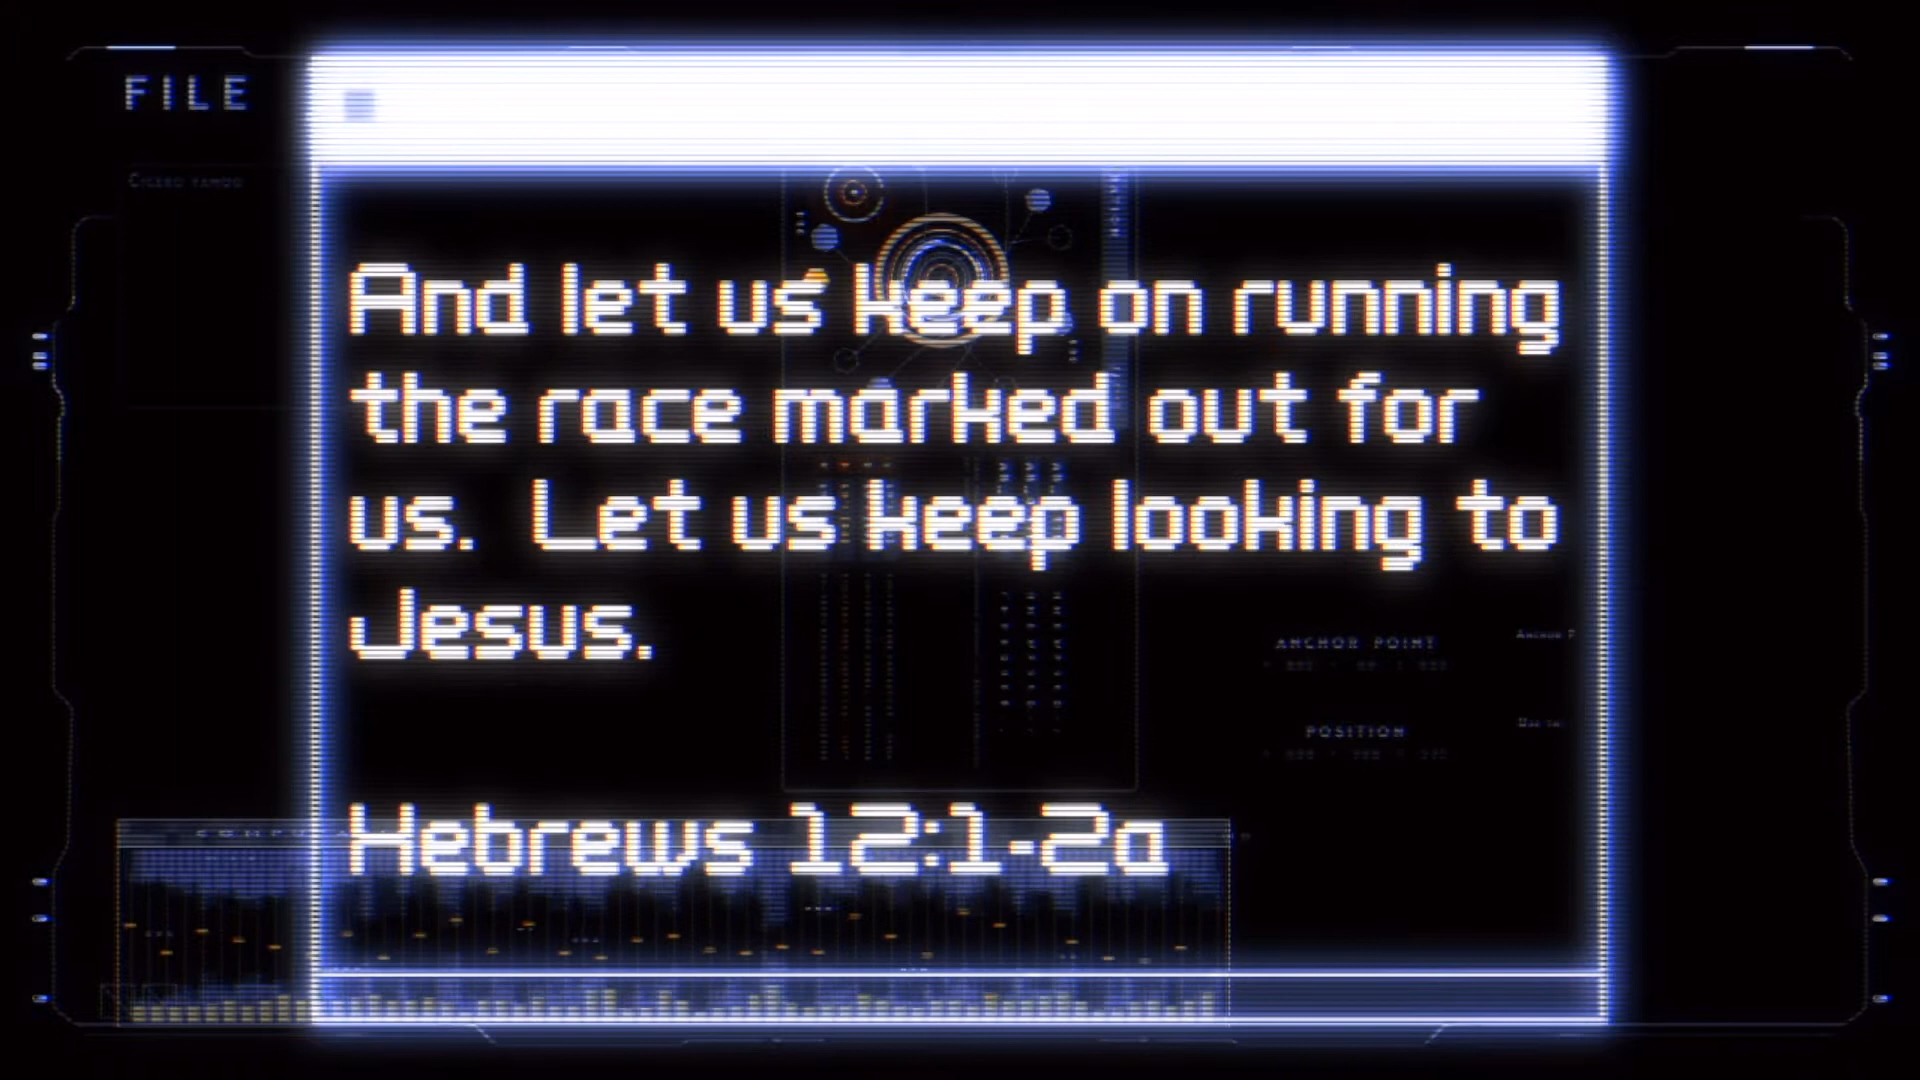 FILE
And let us keep on running
the race marked out for
us. Let us keep looking to
Jesus.
ANCHOR POINT
POSITION
Hebrews 12:1-2a